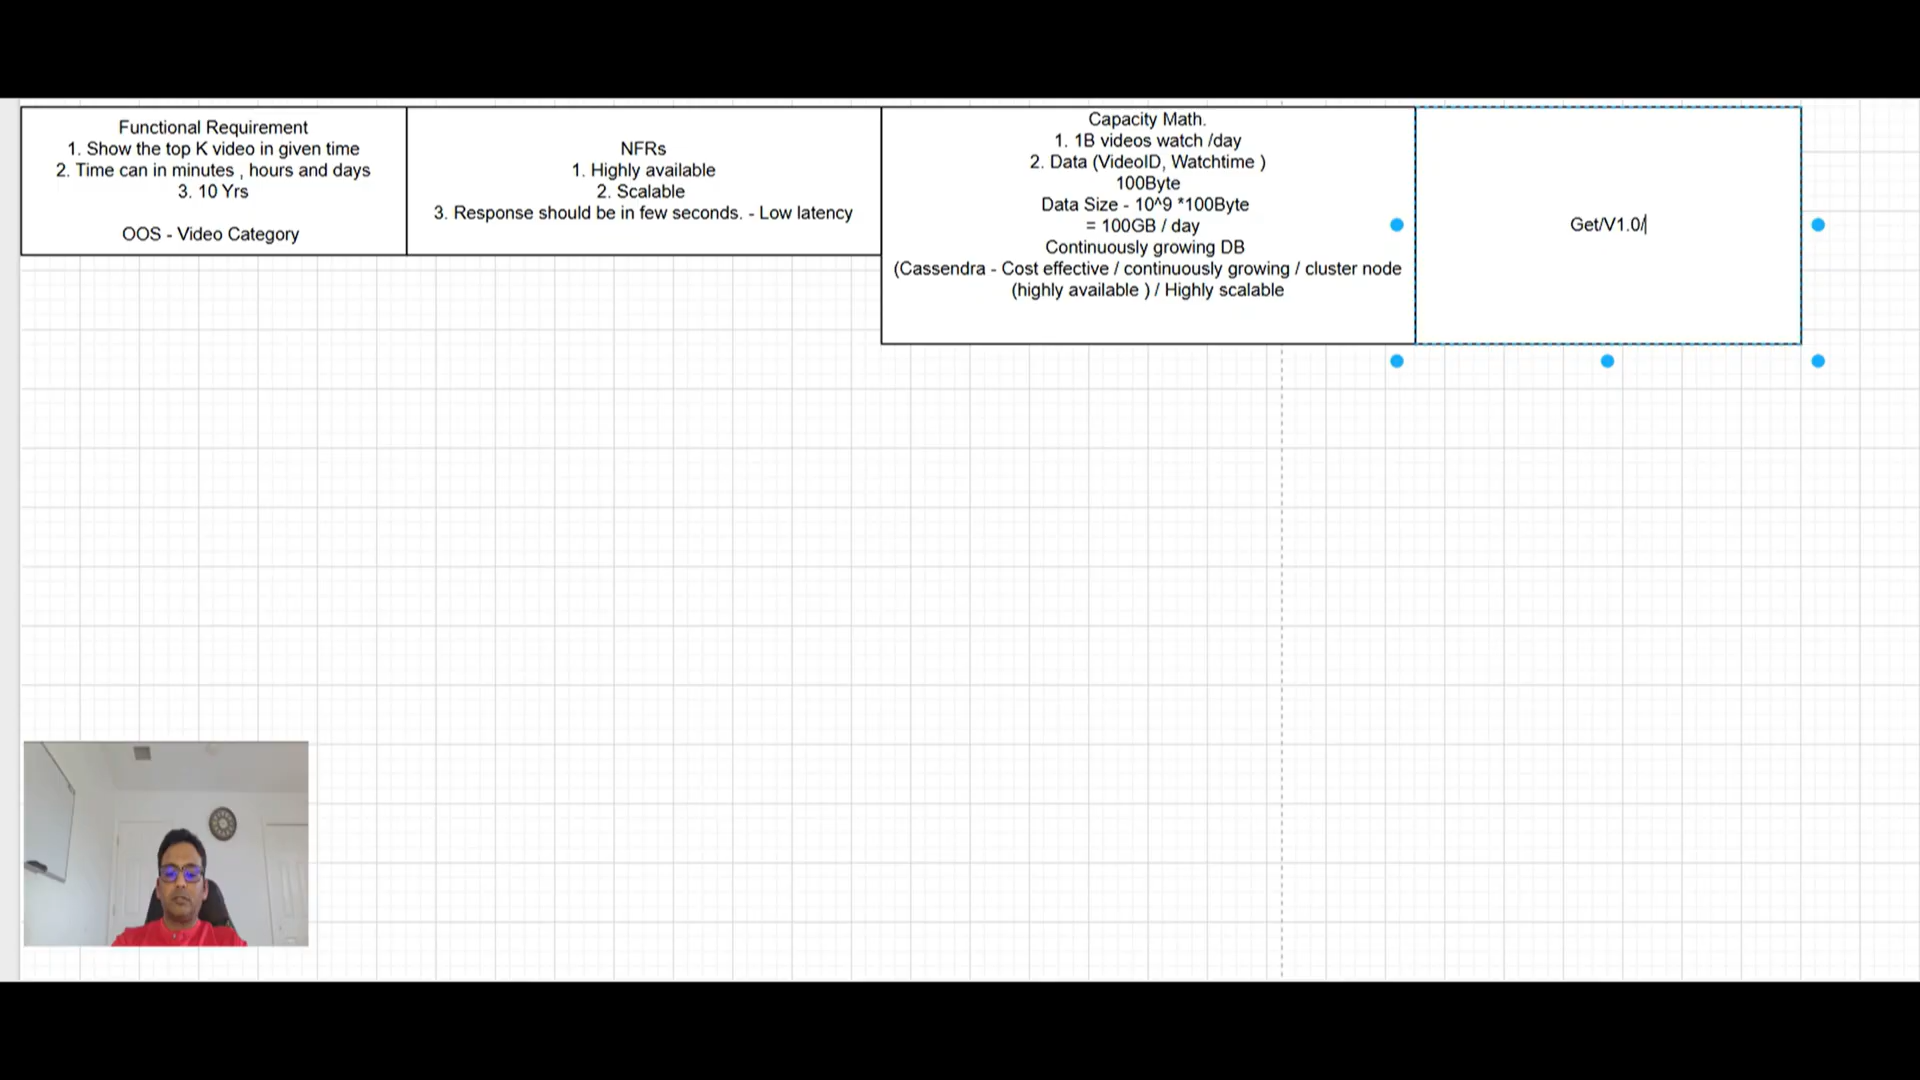 Functional Requirement
1. Show the top K video in given time
2. Time can in minutes , hours and days
3. 10 Yrs
OOS - Video Category
NFRs
1. Highly available
2. Scalable
3. Response should be in few seconds. - Low latency
Capacity Math.
1. 1B videos watch /day
2. Data (VideoID, Watchtime )
100Byte
Data Size - 10^9 *100Byte
= 100GB / day
Continuously growing DB
(Cassendra - Cost effective / continuously growing / cluster node
(highly available ) / Highly scalable
Get/V1.0/